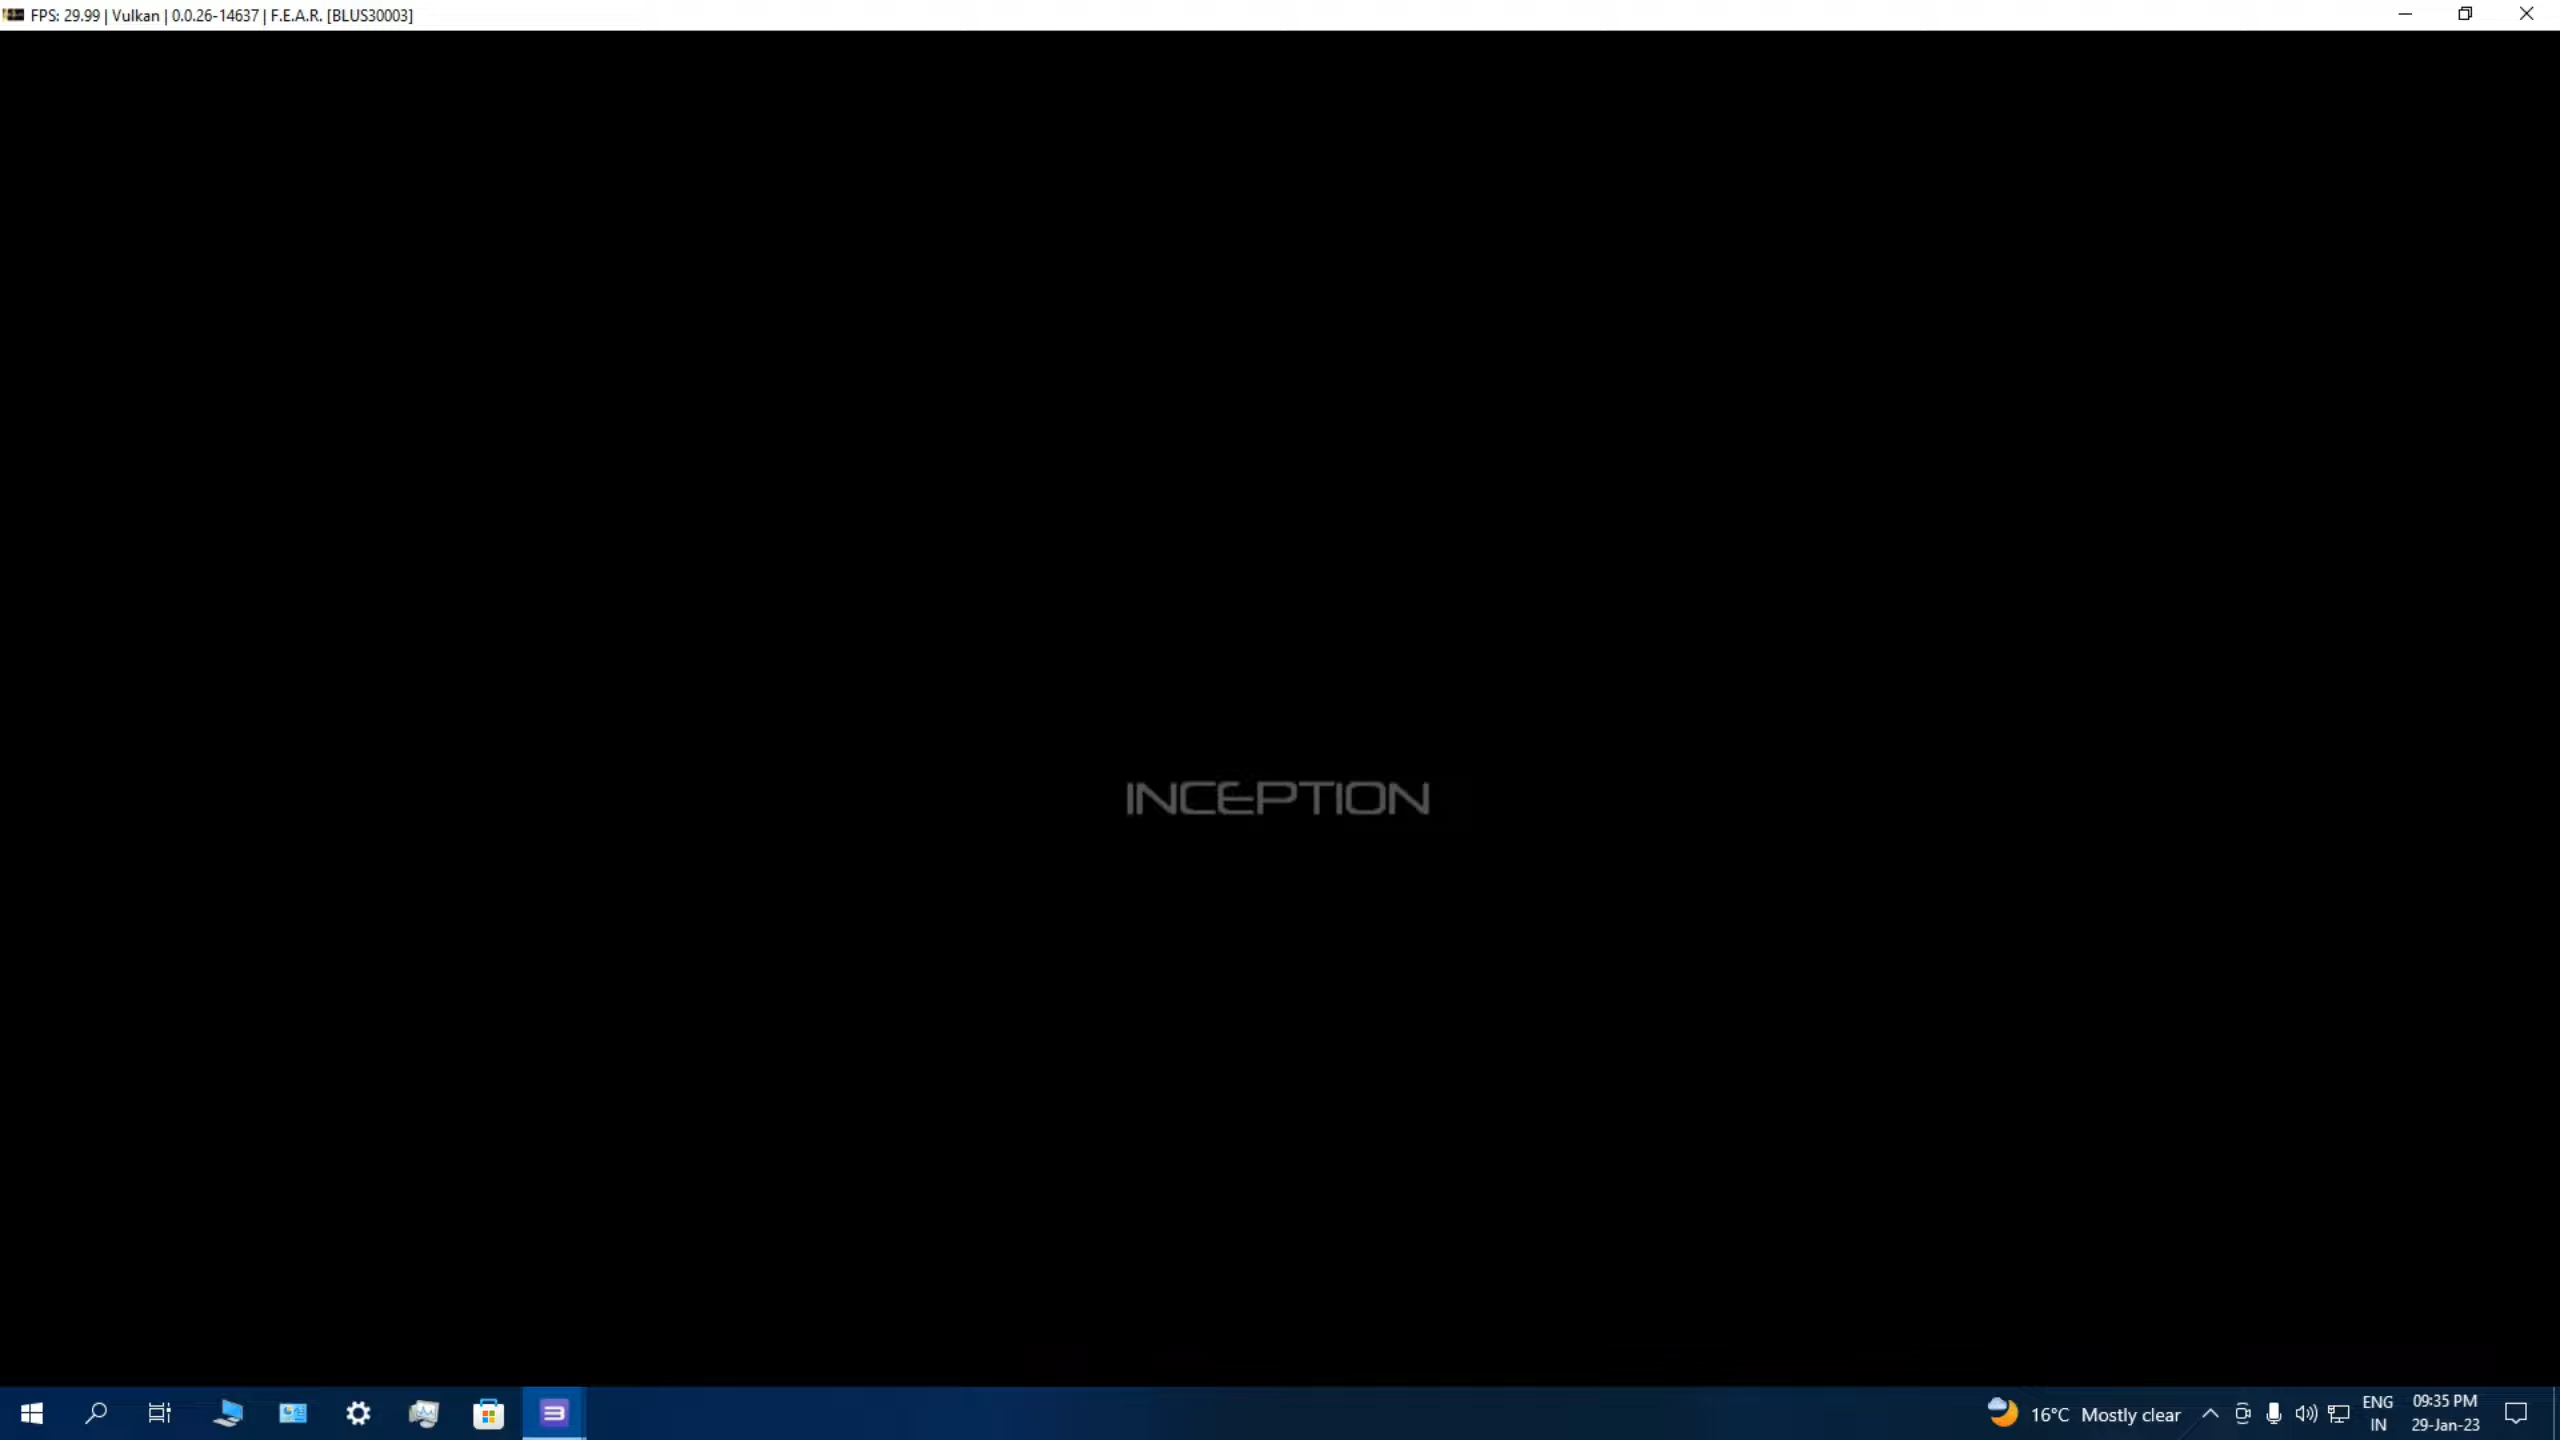 FPS: 29.99 | Vulkan | 0.0.26-14637 | F.E.A.R. [BLUS30003]
INCEPTION
16°C Mostly clear
ENG
IN
09:35 PM
29-Jan-23